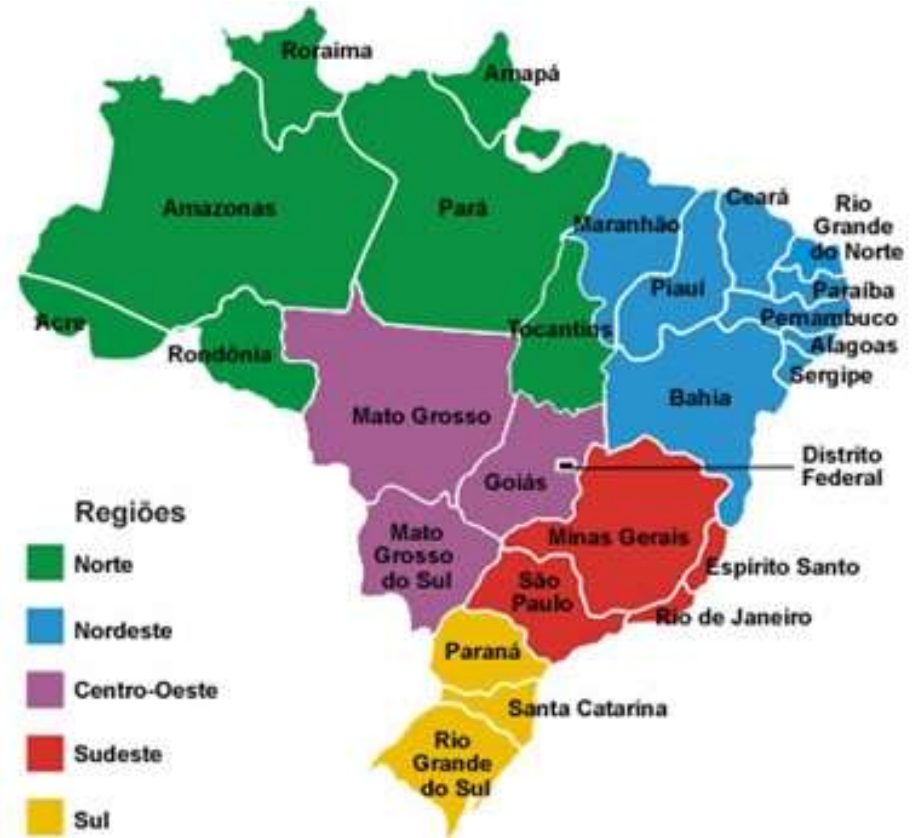 Roraima
Amapá
Amazonas
Pará
Maranhão
Ceará
Rio
Grande
do Norte
Piauí
Paraíba
Pernambuco
Alagoas
Sergipe
Acre
Rondônia
Tocantins
Bahia
Mato Grosso
Distrito
Federal
Goiás
Mato
Grosso
do Sul
Minas Gerais
Espírito Santo
São
Paulo
Rio de Janeiro
Paraná
Santa Catarina
Rio
Grande
do Sul
Regiões
Norte
Nordeste
Centro-Oeste
Sudeste
Sul